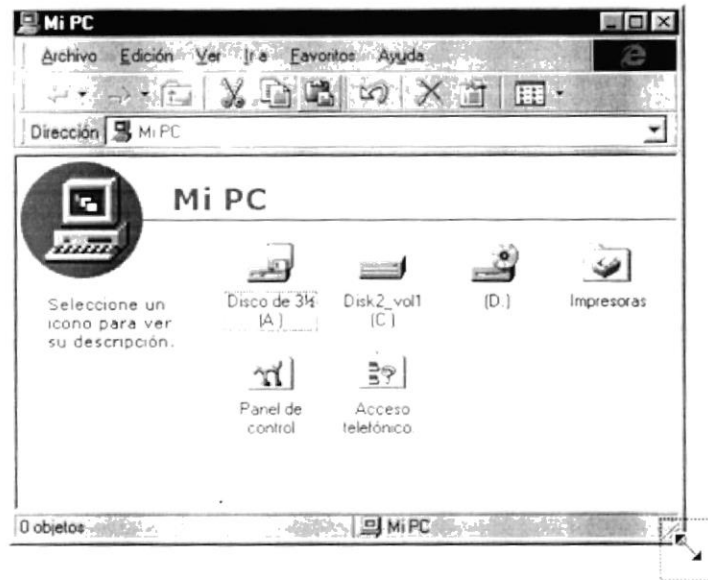 Mi PC
Archivo Edición Ver Ir a Favoritos Ayuda
Dirección Mi PC
Mi PC
Seleccione un
icono para ver
su descripción.
Disco de 3½
(A:)
Disk2_vol1
(C:)
(D:)
Impresoras
Panel de
control
Acceso
telefónico
0 objetos
Mi PC